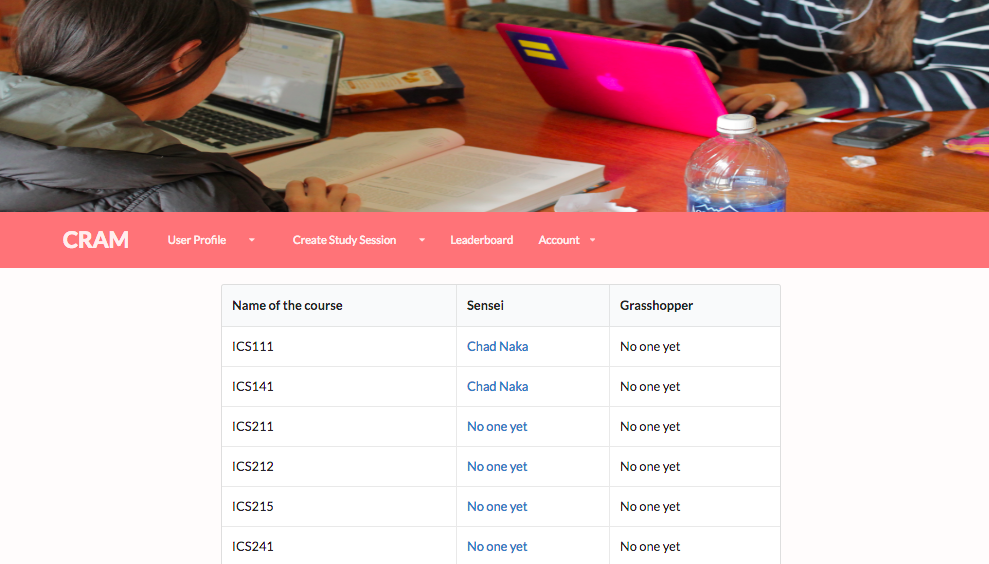 CRAM User Profile Create Study Session Leaderboard Account
Name of the course Sensei Grasshopper
ICS111 Chad Naka No one yet
ICS141 Chad Naka No one yet
ICS211 No one yet No one yet
ICS212 No one yet No one yet
ICS215 No one yet No one yet
ICS241 No one yet No one yet